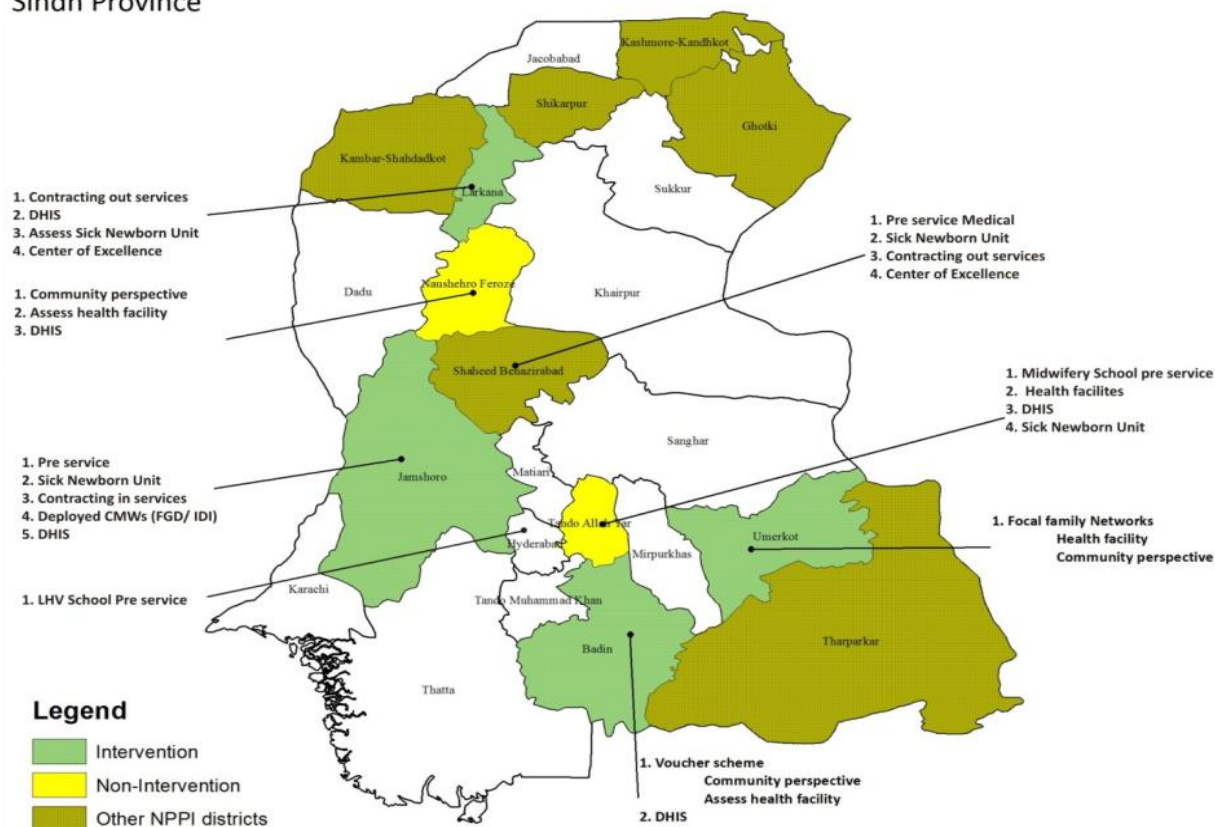 Sindh Province
Kashmore-Kandhkot
Jacobabad
Shikarpur
Ghotki
Kambar-Shahdadkot
Larkana
Sukkur
1. Contracting out services
2. DHIS
3. Assess Sick Newborn Unit
4. Center of Excellence
1. Pre service Medical
2. Sick Newborn Unit
3. Contracting out services
4. Center of Excellence
1. Community perspective
2. Assess health facility
3. DHIS
Dadu
Naushehro Feroze
Khairpur
Shaheed Benazirabad
1. Midwifery School pre service
2. Health facilites
3. DHIS
4. Sick Newborn Unit
Sanghar
1. Pre service
2. Sick Newborn Unit
3. Contracting in services
4. Deployed CMWs (FGD/ IDI)
5. DHIS
Jamshoro
Matiari
Tando Allah Yar
Hyderabad
Mirpurkhas
Umerkot
1. Focal family Networks
Health facility
Community perspective
1. LHV School Pre service
Karachi
Tando Muhammad Khan
Badin
Tharparkar
Thatta
Legend
Intervention
Non-Intervention
Other NPPI districts
1. Voucher scheme
Community perspective
Assess health facility
2. DHIS